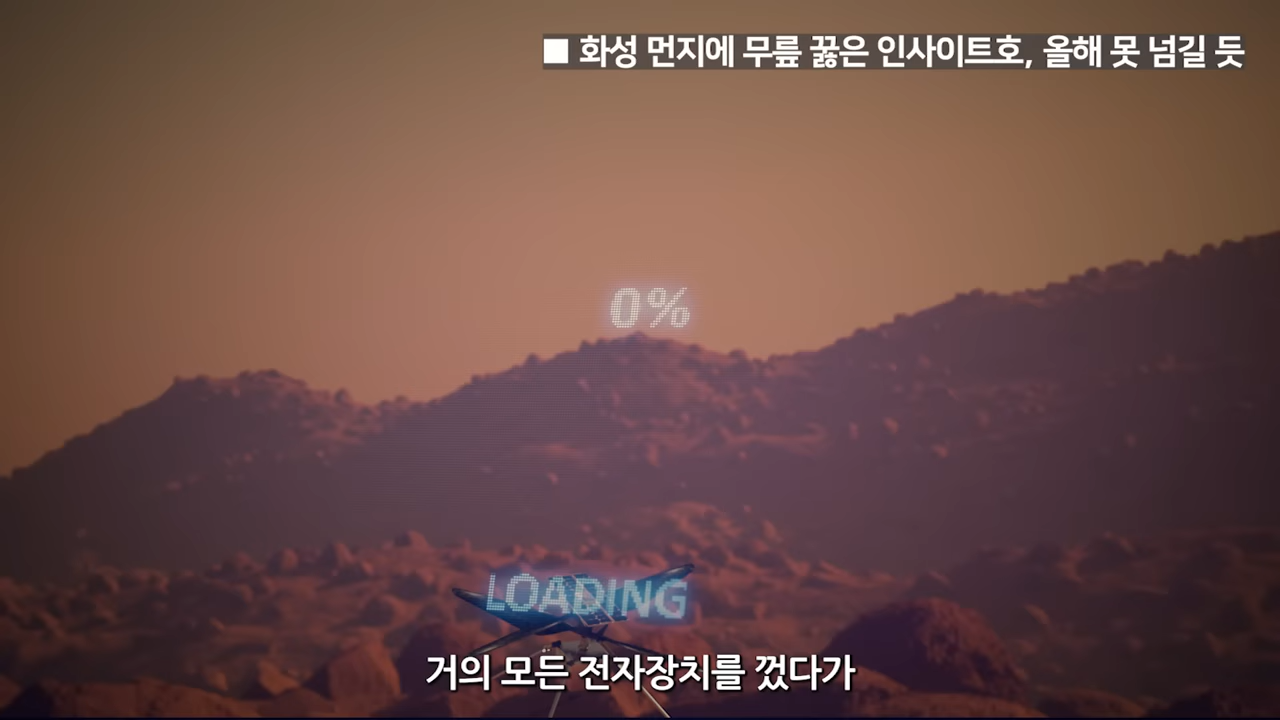 ■ 화성 먼지에 무릎 꿇은 인사이트호, 올해 못 넘길 듯
0%
LOADING
거의 모든 전자장치를 껐다가